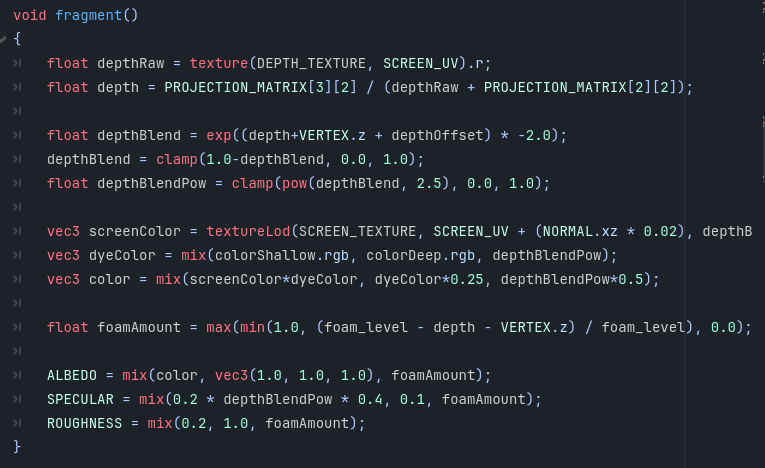 void fragment()
{
float depthRaw = texture(DEPTH_TEXTURE, SCREEN_UV).r;
float depth = PROJECTION_MATRIX[3][2] / (depthRaw + PROJECTION_MATRIX[2][2]);
float depthBlend = exp((depth+VERTEX.z + depthOffset) * -2.0);
depthBlend = clamp(1.0-depthBlend, 0.0, 1.0);
float depthBlendPow = clamp(pow(depthBlend, 2.5), 0.0, 1.0);
vec3 screenColor = textureLod(SCREEN_TEXTURE, SCREEN_UV + (NORMAL.xz * 0.02), depthB
vec3 dyeColor = mix(colorShallow.rgb, colorDeep.rgb, depthBlendPow);
vec3 color = mix(screenColor*dyeColor, dyeColor*0.25, depthBlendPow*0.5);
float foamAmount = max(min(1.0, (foam_level - depth - VERTEX.z) / foam_level), 0.0);
ALBEDO = mix(color, vec3(1.0, 1.0, 1.0), foamAmount);
SPECULAR = mix(0.2 * depthBlendPow * 0.4, 0.1, foamAmount);
ROUGHNESS = mix(0.2, 1.0, foamAmount);
}